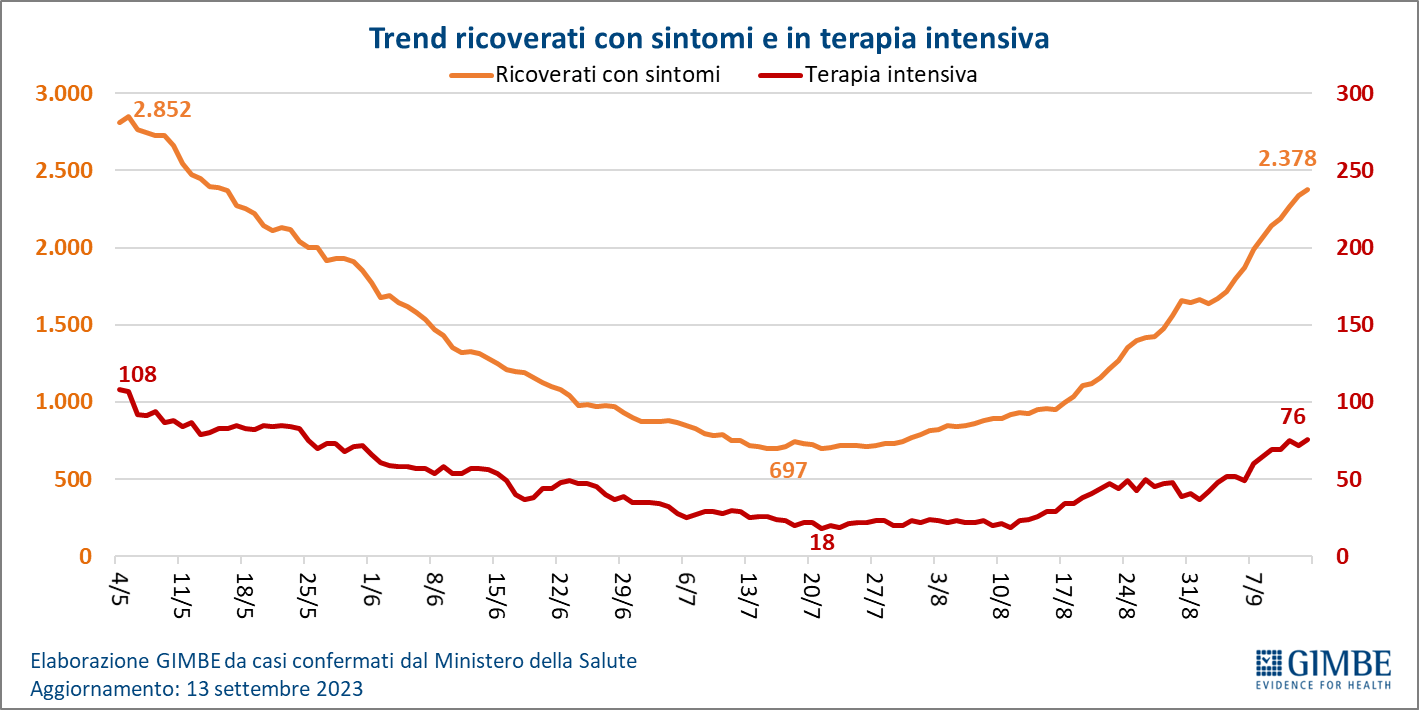 Trend ricoverati con sintomi e in terapia intensiva
Ricoverati con sintomi Terapia intensiva
3.000 300
2.852
2.378
2.500 250
2.000 200
1.500 150
108
1.000 100
76
697
500 50
18
0 0
4/5 11/5 18/5 25/5 1/6 8/6 15/6 22/6 29/6 6/7 13/7 20/7 27/7 3/8 10/8 17/8 24/8 31/8 7/9
Elaborazione GIMBE da casi confermati dal Ministero della Salute
Aggiornamento: 13 settembre 2023
GIMBE
EVIDENCE FOR HEALTH